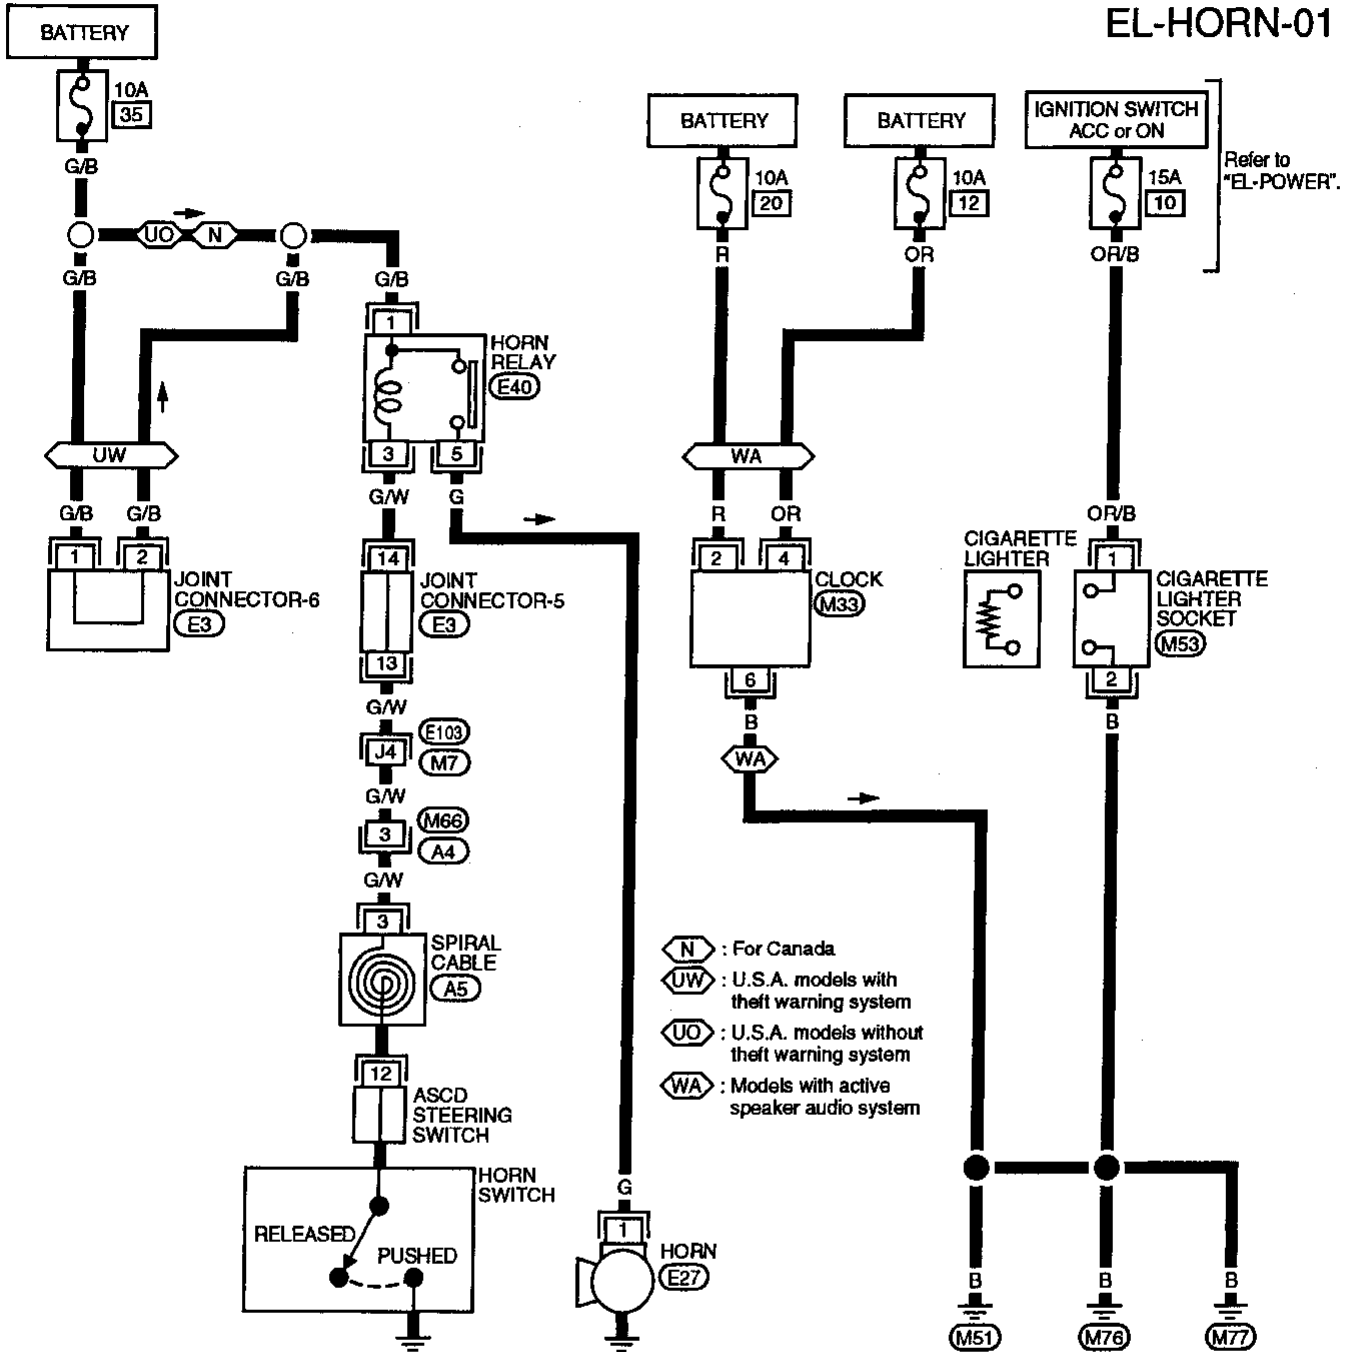 EL-HORN-01
BATTERY
10A
35
G/B
UO
N
G/B
G/B
G/B
1
HORN
RELAY
E40
3
5
G/W
G
UW
G/B
G/B
1
2
JOINT
CONNECTOR-6
E3
14
JOINT
CONNECTOR-5
E3
13
G/W
J4
E103
M7
G/W
3
M66
A4
G/W
3
SPIRAL
CABLE
A5
12
ASCD
STEERING
SWITCH
HORN
SWITCH
RELEASED
PUSHED
G
1
HORN
E27
BATTERY
10A
20
R
BATTERY
10A
12
OR
IGNITION SWITCH
ACC or ON
15A
10
OR/B
Refer to
"EL-POWER".
WA
R
OR
2
4
CLOCK
M33
6
B
WA
OR/B
CIGARETTE
LIGHTER
1
CIGARETTE
LIGHTER
SOCKET
M53
2
B
N : For Canada
UW : U.S.A. models with
theft warning system
UO : U.S.A. models without
theft warning system
WA : Models with active
speaker audio system
B
B
B
M51
M76
M77